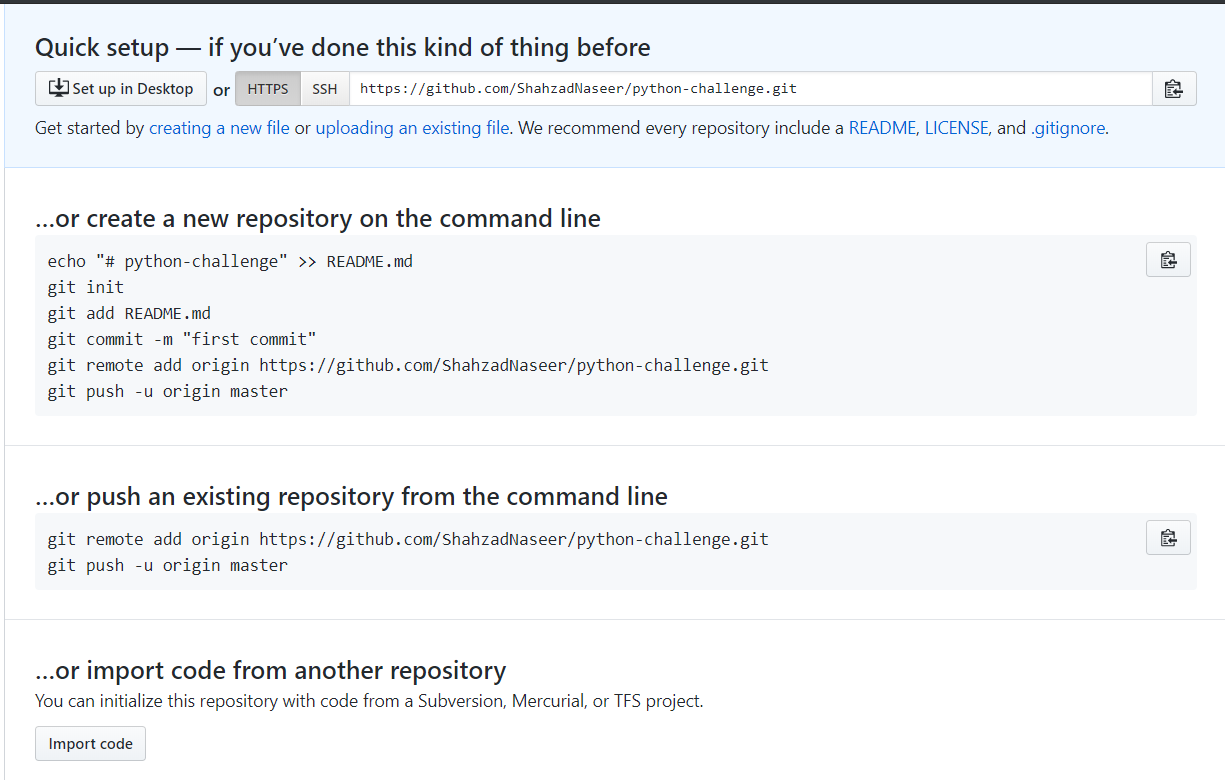 Quick setup — if you’ve done this kind of thing before
Set up in Desktop or HTTPS SSH https://github.com/ShahzadNaseer/python-challenge.git
Get started by creating a new file or uploading an existing file. We recommend every repository include a README, LICENSE, and .gitignore.
…or create a new repository on the command line
echo "# python-challenge" >> README.md
git init
git add README.md
git commit -m "first commit"
git remote add origin https://github.com/ShahzadNaseer/python-challenge.git
git push -u origin master
…or push an existing repository from the command line
git remote add origin https://github.com/ShahzadNaseer/python-challenge.git
git push -u origin master
…or import code from another repository
You can initialize this repository with code from a Subversion, Mercurial, or TFS project.
Import code